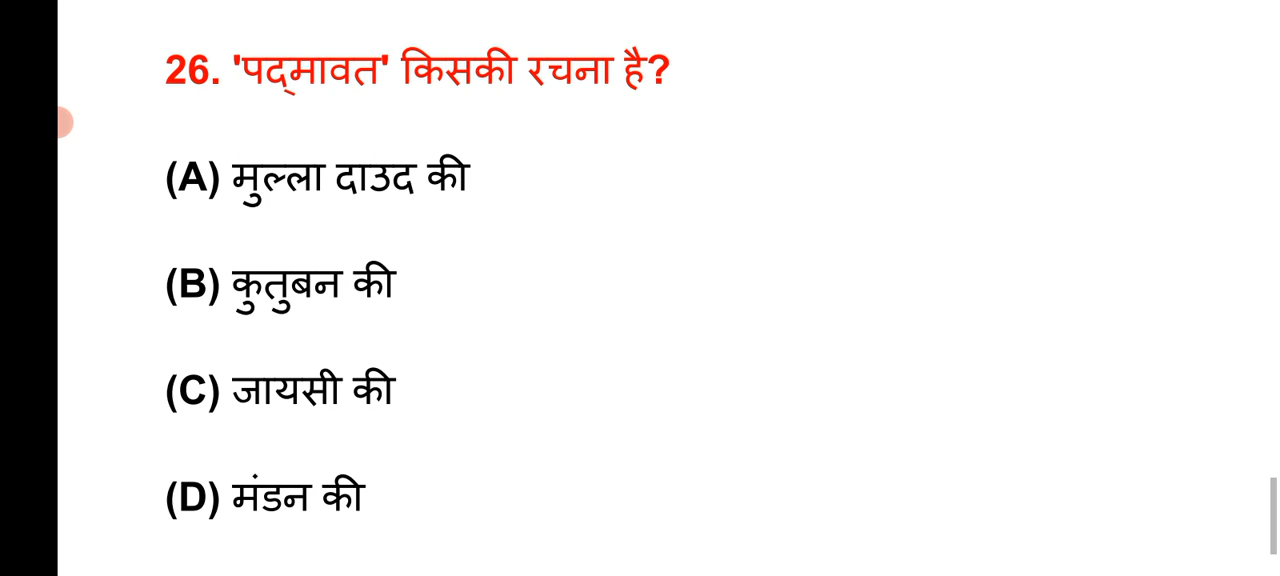 26. 'पद्मावत' किसकी रचना है?
(A) मुल्ला दाउद की
(B) कुतुबन की
(C) जायसी की
(D) मंडन की